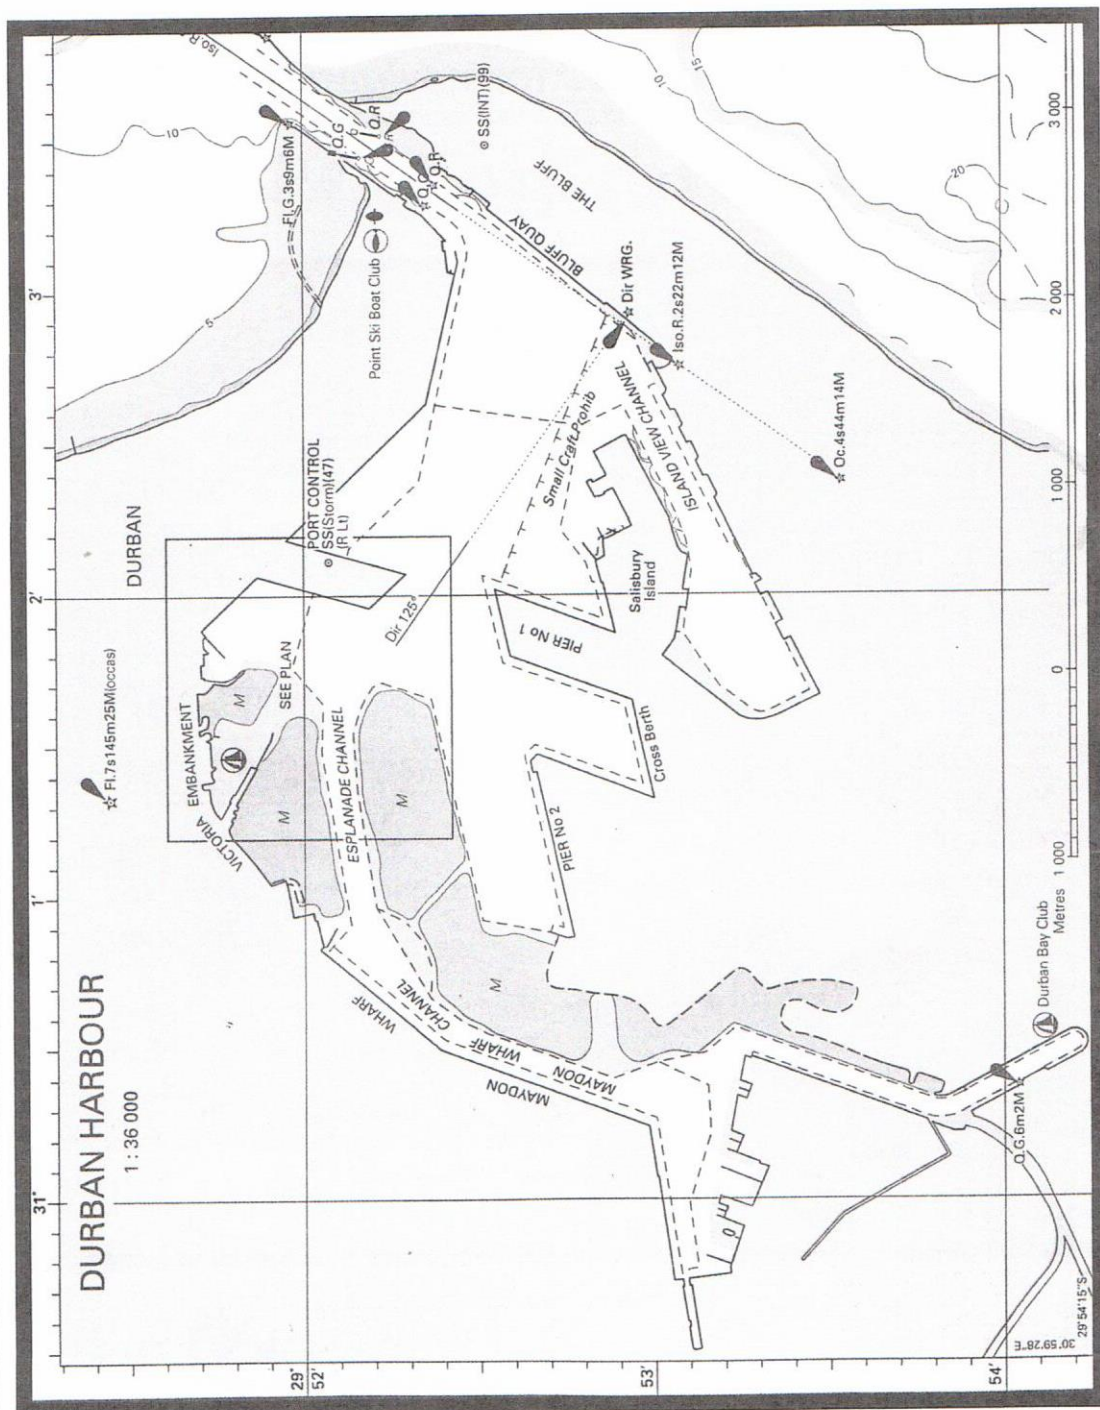 DURBAN HARBOUR
1 : 36 000
31°
1'
2'
3'
29°
52'
53'
54'
Fl.7s145m25M(occas)
DURBAN
VICTORIA
EMBANKMENT
SEE PLAN
M
M
M
M
ESPLANADE CHANNEL
PORT CONTROL
SS(Storm)(47)
(R Lt)
Point Ski Boat Club
Fl.G.3s9m6M
Iso.R
Q.G
Q.R
Q.G
Q.R
SS(INT)(99)
THE BLUFF
BLUFF QUAY
Dir WRG.
Iso.R.2s22m12M
Oc.4s44m14M
Small Craft Prohib
ISLAND VIEW CHANNEL
Dir 125°
Salisbury
Island
PIER No 1
Cross Berth
PIER No 2
WHARF
CHANNEL
WHARF
MAYDON
MAYDON
Q.G.6m2M
Durban Bay Club
Metres 1 000
0
1 000
2 000
3 000
5
10
10
15
20
30°59'28"E
29°54'15"S